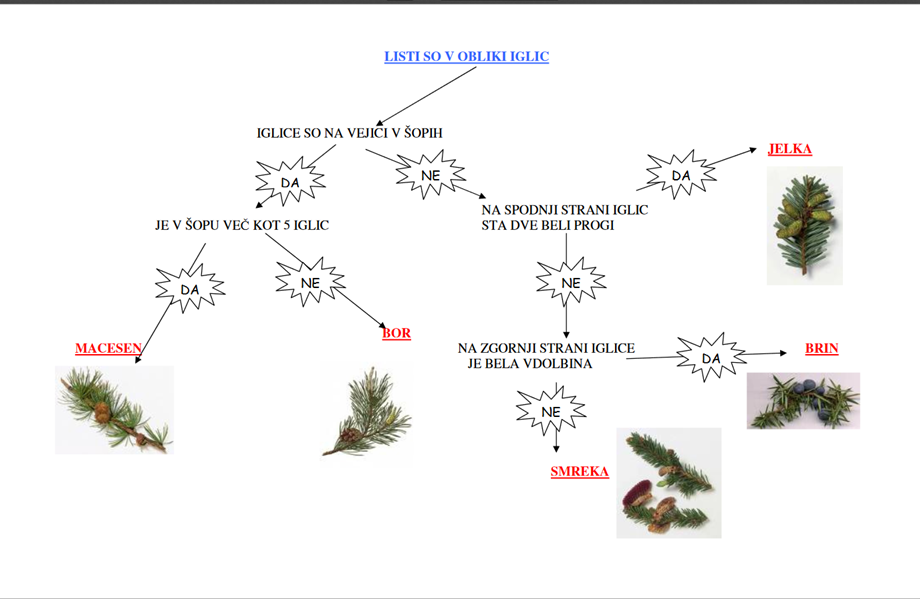 LISTI SO V OBLIKI IGLIC
IGLICE SO NA VEJICI V ŠOPIH
DA
NE
DA
JELKA
JE V ŠOPU VEČ KOT 5 IGLIC
NA SPODNJI STRANI IGLIC
STA DVE BELI PROGI
DA
NE
NE
MACESEN
BOR
NA ZGORNJI STRANI IGLICE
JE BELA VDOLBINA
DA
BRIN
NE
SMREKA